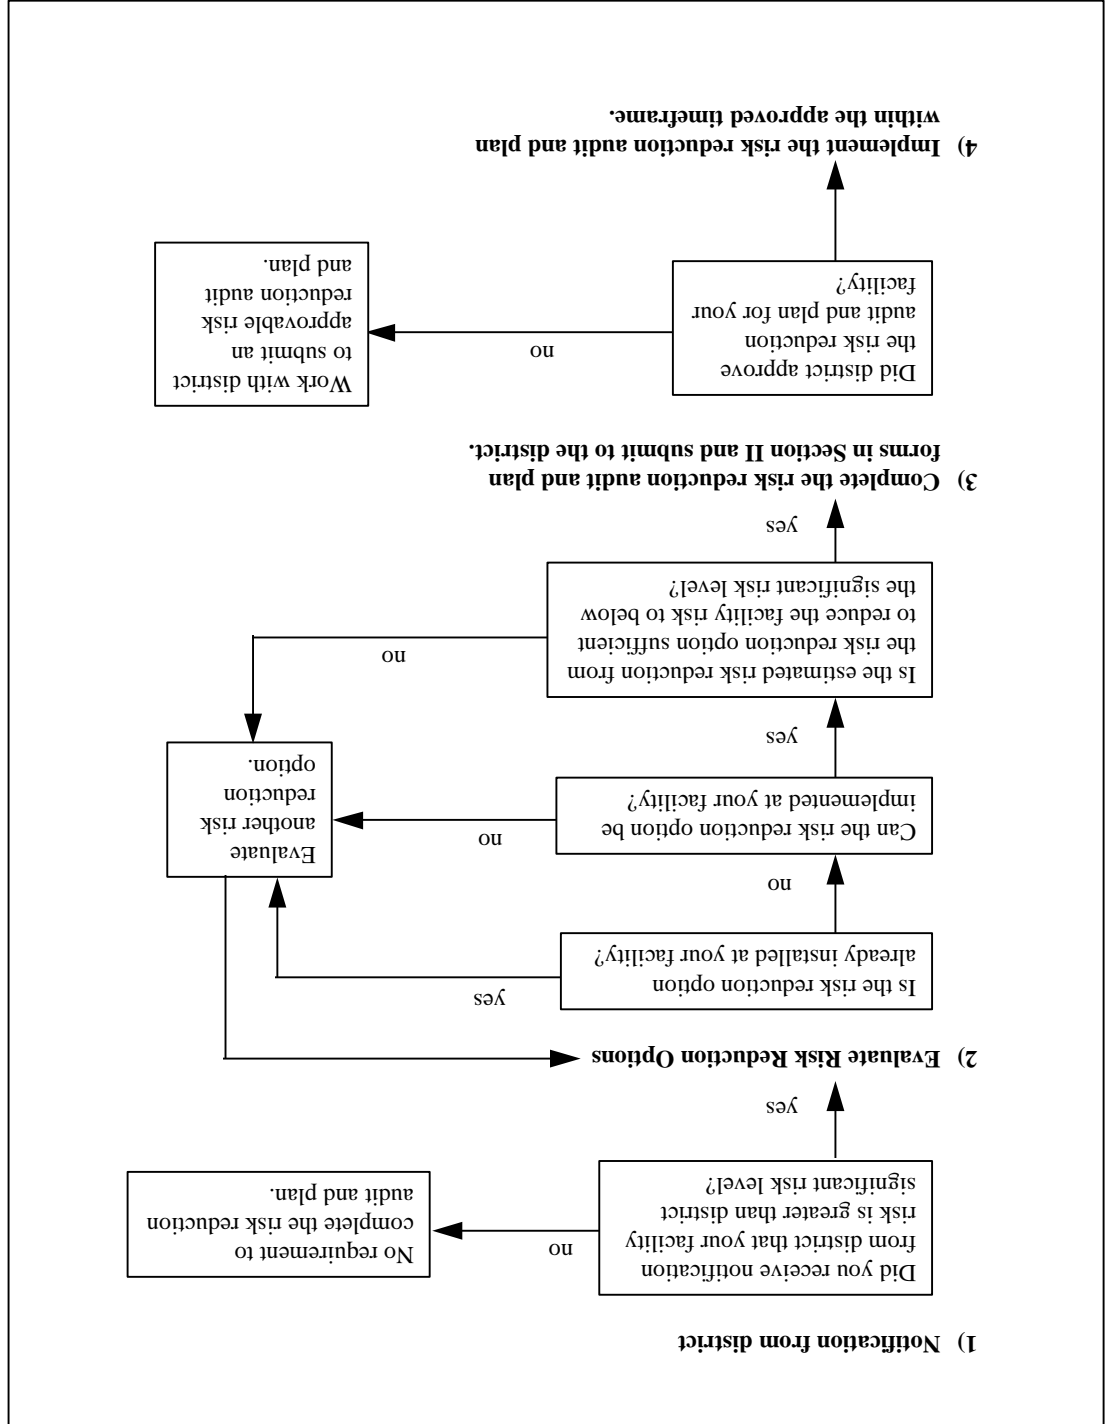 1) Notification from district
Did you receive notification
from district that your facility
risk is greater than district
significant risk level?
no
No requirement to
complete the risk reduction
audit and plan.
yes
2) Evaluate Risk Reduction Options
Is the risk reduction option
already installed at your facility?
yes
no
Can the risk reduction option be
implemented at your facility?
no
Evaluate
another risk
reduction
option.
yes
Is the estimated risk reduction from
the risk reduction option sufficient
to reduce the facility risk to below
the significant risk level?
no
yes
3) Complete the risk reduction audit and plan
forms in Section II and submit to the district.
Did district approve
the risk reduction
audit and plan for your
facility?
no
Work with district
to submit an
approvable risk
reduction audit
and plan.
4) Implement the risk reduction audit and plan
within the approved timeframe.